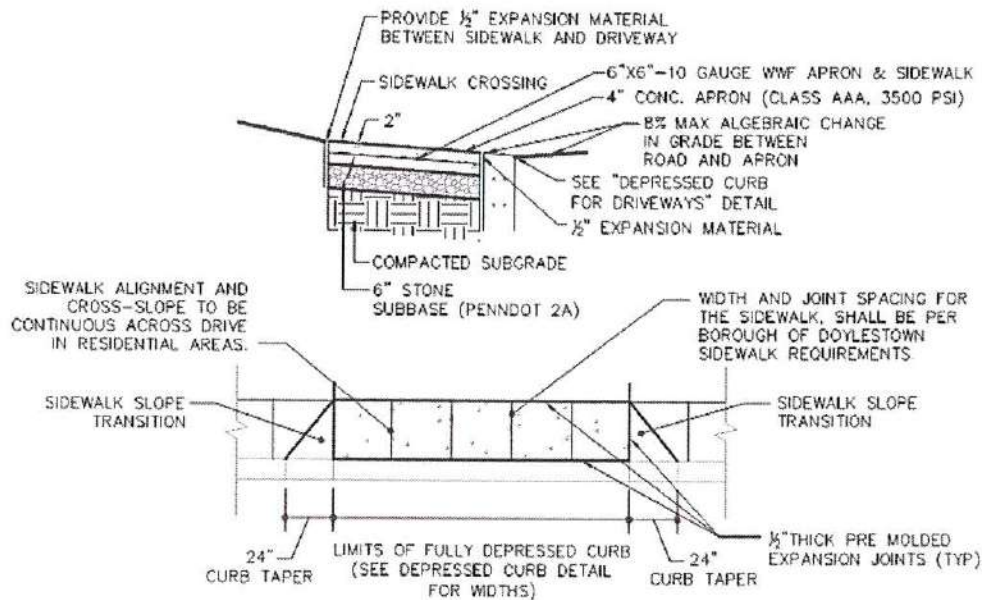 PROVIDE ½" EXPANSION MATERIAL
BETWEEN SIDEWALK AND DRIVEWAY
SIDEWALK CROSSING
2"
6"X6"-10 GAUGE WWF APRON & SIDEWALK
4" CONC. APRON (CLASS AAA, 3500 PSI)
8% MAX ALGEBRAIC CHANGE
IN GRADE BETWEEN
ROAD AND APRON
SEE "DEPRESSED CURB
FOR DRIVEWAYS" DETAIL
½" EXPANSION MATERIAL
COMPACTED SUBGRADE
6" STONE
SUBBASE (PENNDOT 2A)
SIDEWALK ALIGNMENT AND
CROSS-SLOPE TO BE
CONTINUOUS ACROSS DRIVE
IN RESIDENTIAL AREAS.
WIDTH AND JOINT SPACING FOR
THE SIDEWALK, SHALL BE PER
BOROUGH OF DOYLESTOWN
SIDEWALK REQUIREMENTS
SIDEWALK SLOPE
TRANSITION
SIDEWALK SLOPE
TRANSITION
24"
CURB TAPER
LIMITS OF FULLY DEPRESSED CURB
(SEE DEPRESSED CURB DETAIL
FOR WIDTHS)
24"
CURB TAPER
½"THICK PRE MOLDED
EXPANSION JOINTS (TYP)